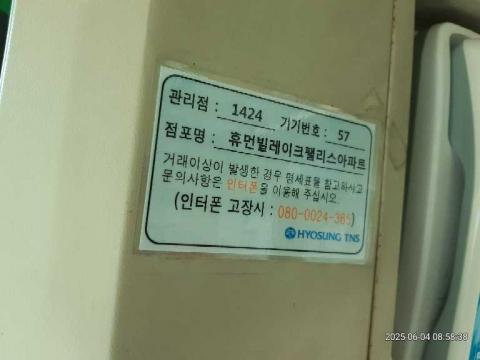 관리점 : 1424 기기번호 : 57
점포명 : 휴먼빌레이크팰리스아파트
거래이상이 발생한 경우 명세표를 참고하시고
문의사항은 인터폰을 이용해 주십시오.
(인터폰 고장시 : 080-0024-365)
HYOSUNG TNS
2025-06-04 08:58:38